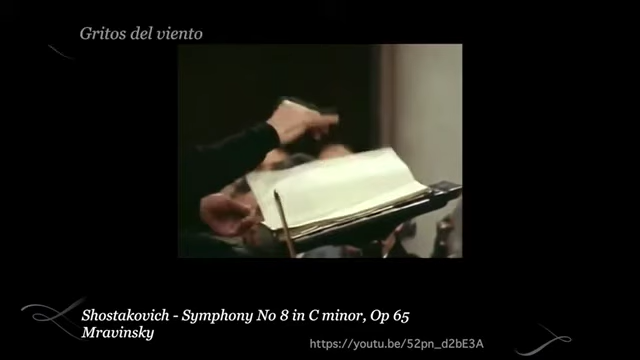 Gritos del viento
Shostakovich - Symphony No 8 in C minor, Op 65
Mravinsky
https://youtu.be/52pn_d2bE3A